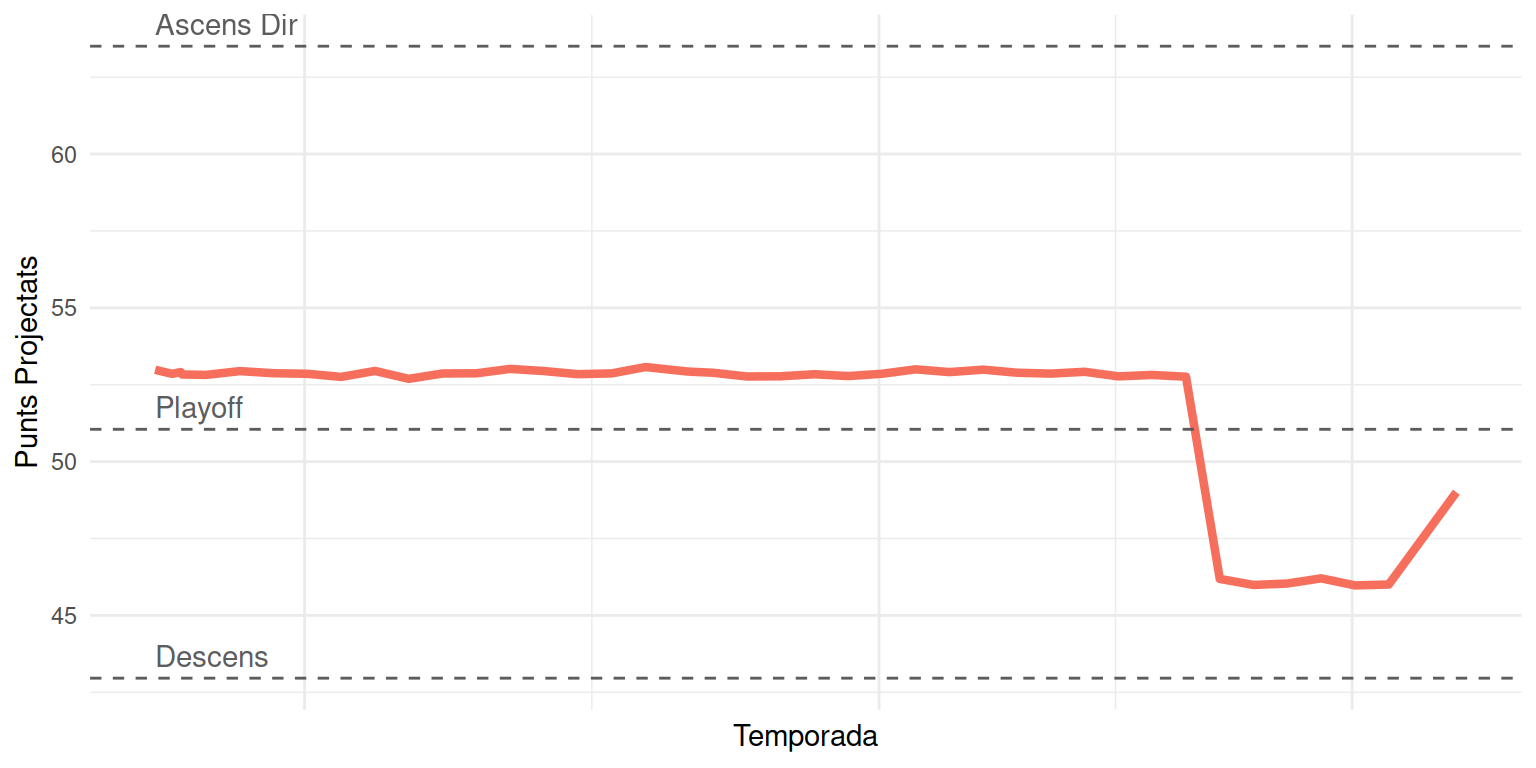 Ascens Dir
60
55
Playoff
50
45
Descens
Punts Projectats
Temporada